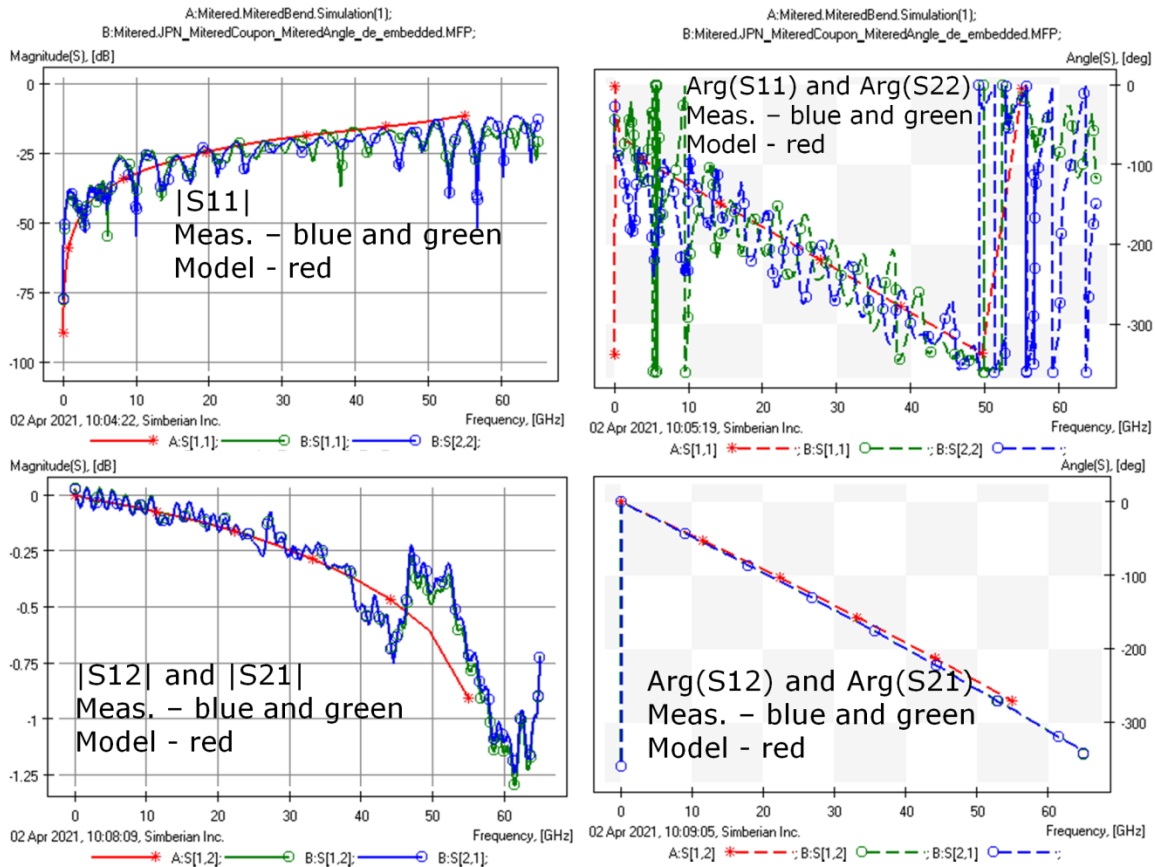 A:Mitered.MiteredBend.Simulation(1);
B:Mitered.JPN_MiteredCoupon_MiteredAngle_de_embedded.MFP;
Magnitude(S), [dB]
0
-25
-50
-75
-100
|S11|
Meas. – blue and green
Model - red
0 10 20 30 40 50 60
02 Apr 2021, 10:04:22, Simberian Inc.
Frequency, [GHz]
A:S[1,1]; B:S[1,1]; B:S[2,2];
A:Mitered.MiteredBend.Simulation(1);
B:Mitered.JPN_MiteredCoupon_MiteredAngle_de_embedded.MFP;
Angle(S), [deg]
Arg(S11) and Arg(S22)
Meas. – blue and green
Model - red
0
-100
-200
-300
0 10 20 30 40 50 60
Frequency, [GHz]
02 Apr 2021, 10:05:19, Simberian Inc.
A:S[1,1] ; B:S[1,1] ; B:S[2,2] ;
Magnitude(S), [dB]
0
-0.25
-0.5
-0.75
-1
-1.25
|S12| and |S21|
Meas. – blue and green
Model - red
0 10 20 30 40 50 60
02 Apr 2021, 10:08:09, Simberian Inc.
Frequency, [GHz]
A:S[1,2]; B:S[1,2]; B:S[2,1];
Angle(S), [deg]
0
-100
-200
-300
Arg(S12) and Arg(S21)
Meas. – blue and green
Model - red
0 10 20 30 40 50 60
Frequency, [GHz]
02 Apr 2021, 10:09:05, Simberian Inc.
A:S[1,2] ; B:S[1,2] ; B:S[2,1] ;